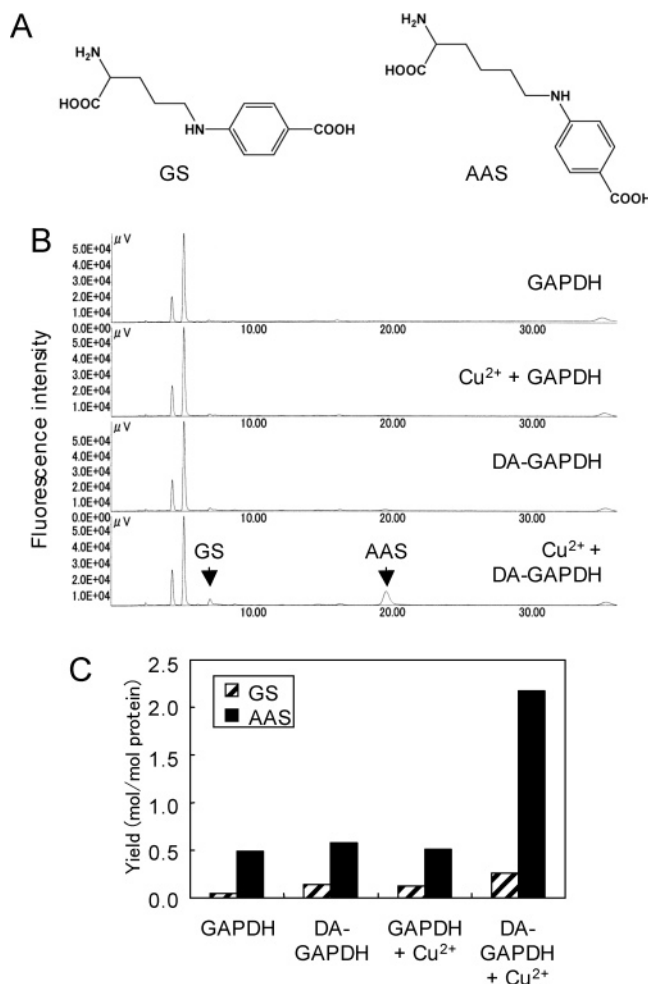 A
H₂N
HOOC
HN
COOH
GS
H₂N
HOOC
NH
COOH
AAS
B
Fluorescence intensity
μV
5.0E+04
4.0E+04
3.0E+04
2.0E+04
1.0E+04
0.0E+00
10.00 20.00 30.00
GAPDH
μV
5.0E+04
4.0E+04
3.0E+04
2.0E+04
1.0E+04
0.0E+00
10.00 20.00 30.00
Cu²⁺ + GAPDH
μV
5.0E+04
4.0E+04
3.0E+04
2.0E+04
1.0E+04
0.0E+00
10.00 20.00 30.00
DA-GAPDH
μV
5.0E+04
4.0E+04
3.0E+04
2.0E+04
1.0E+04
10.00 20.00 30.00
GS AAS
Cu²⁺ +
DA-GAPDH
C
Yield (mol/mol protein)
2.5
2.0
1.5
1.0
0.5
0.0
GS
AAS
GAPDH
DA-
GAPDH
GAPDH
+ Cu²⁺
DA-
GAPDH
+ Cu²⁺